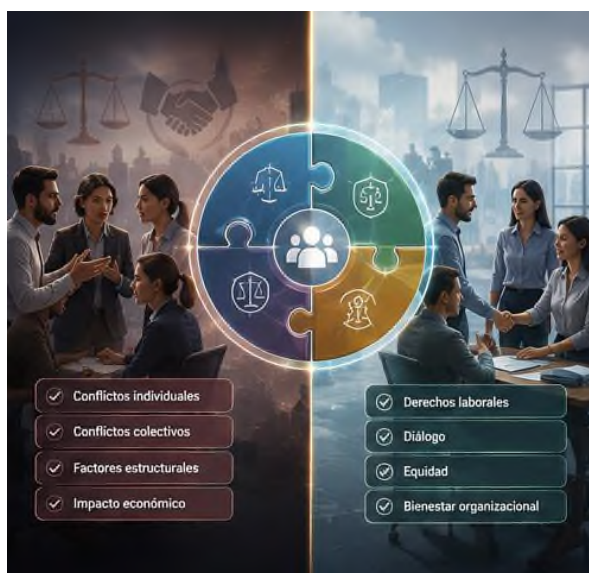 Conflictos individuales
Conflictos colectivos
Factores estructurales
Impacto económico
Derechos laborales
Diálogo
Equidad
Bienestar organizacional